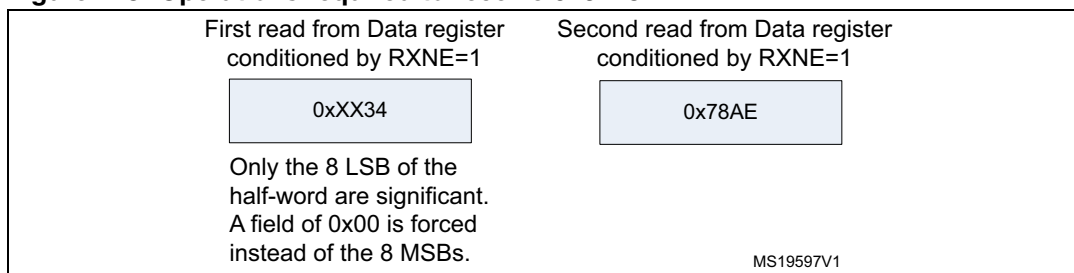 First read from Data register
conditioned by RXNE=1
0xXX34
Only the 8 LSB of the
half-word are significant.
A field of 0x00 is forced
instead of the 8 MSBs.
Second read from Data register
conditioned by RXNE=1
0x78AE
MS19597V1